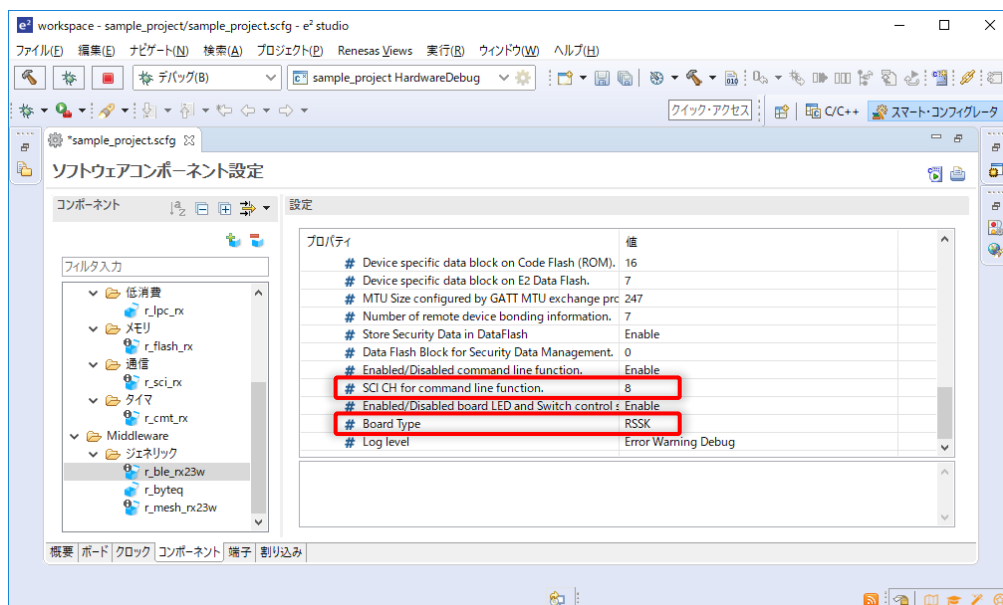 workspace - sample_project/sample_project.scfg - e² studio
ファイル(F) 編集(E) ナビゲート(N) 検索(A) プロジェクト(P) Renesas Views 実行(R) ウィンドウ(W) ヘルプ(H)
デバッグ(B) sample_project HardwareDebug
クイック・アクセス C/C++ スマート・コンフィグレータ
*sample_project.scfg
ソフトウェアコンポーネント設定
コンポーネント
設定
フィルタ入力
低消費
r_lpc_rx
メモリ
r_flash_rx
通信
r_sci_rx
タイマ
r_cmt_rx
Middleware
ジェネリック
r_ble_rx23w
r_byteq
r_mesh_rx23w
プロパティ 値
# Device specific data block on Code Flash (ROM). 16
# Device specific data block on E2 Data Flash. 7
# MTU Size configured by GATT MTU exchange prc 247
# Number of remote device bonding information. 7
# Store Security Data in DataFlash Enable
# Data Flash Block for Security Data Management. 0
# Enabled/Disabled command line function. Enable
# SCI CH for command line function. 8
# Enabled/Disabled board LED and Switch control s Enable
# Board Type RSSK
# Log level Error Warning Debug
概要 ボード クロック コンポーネント 端子 割り込み